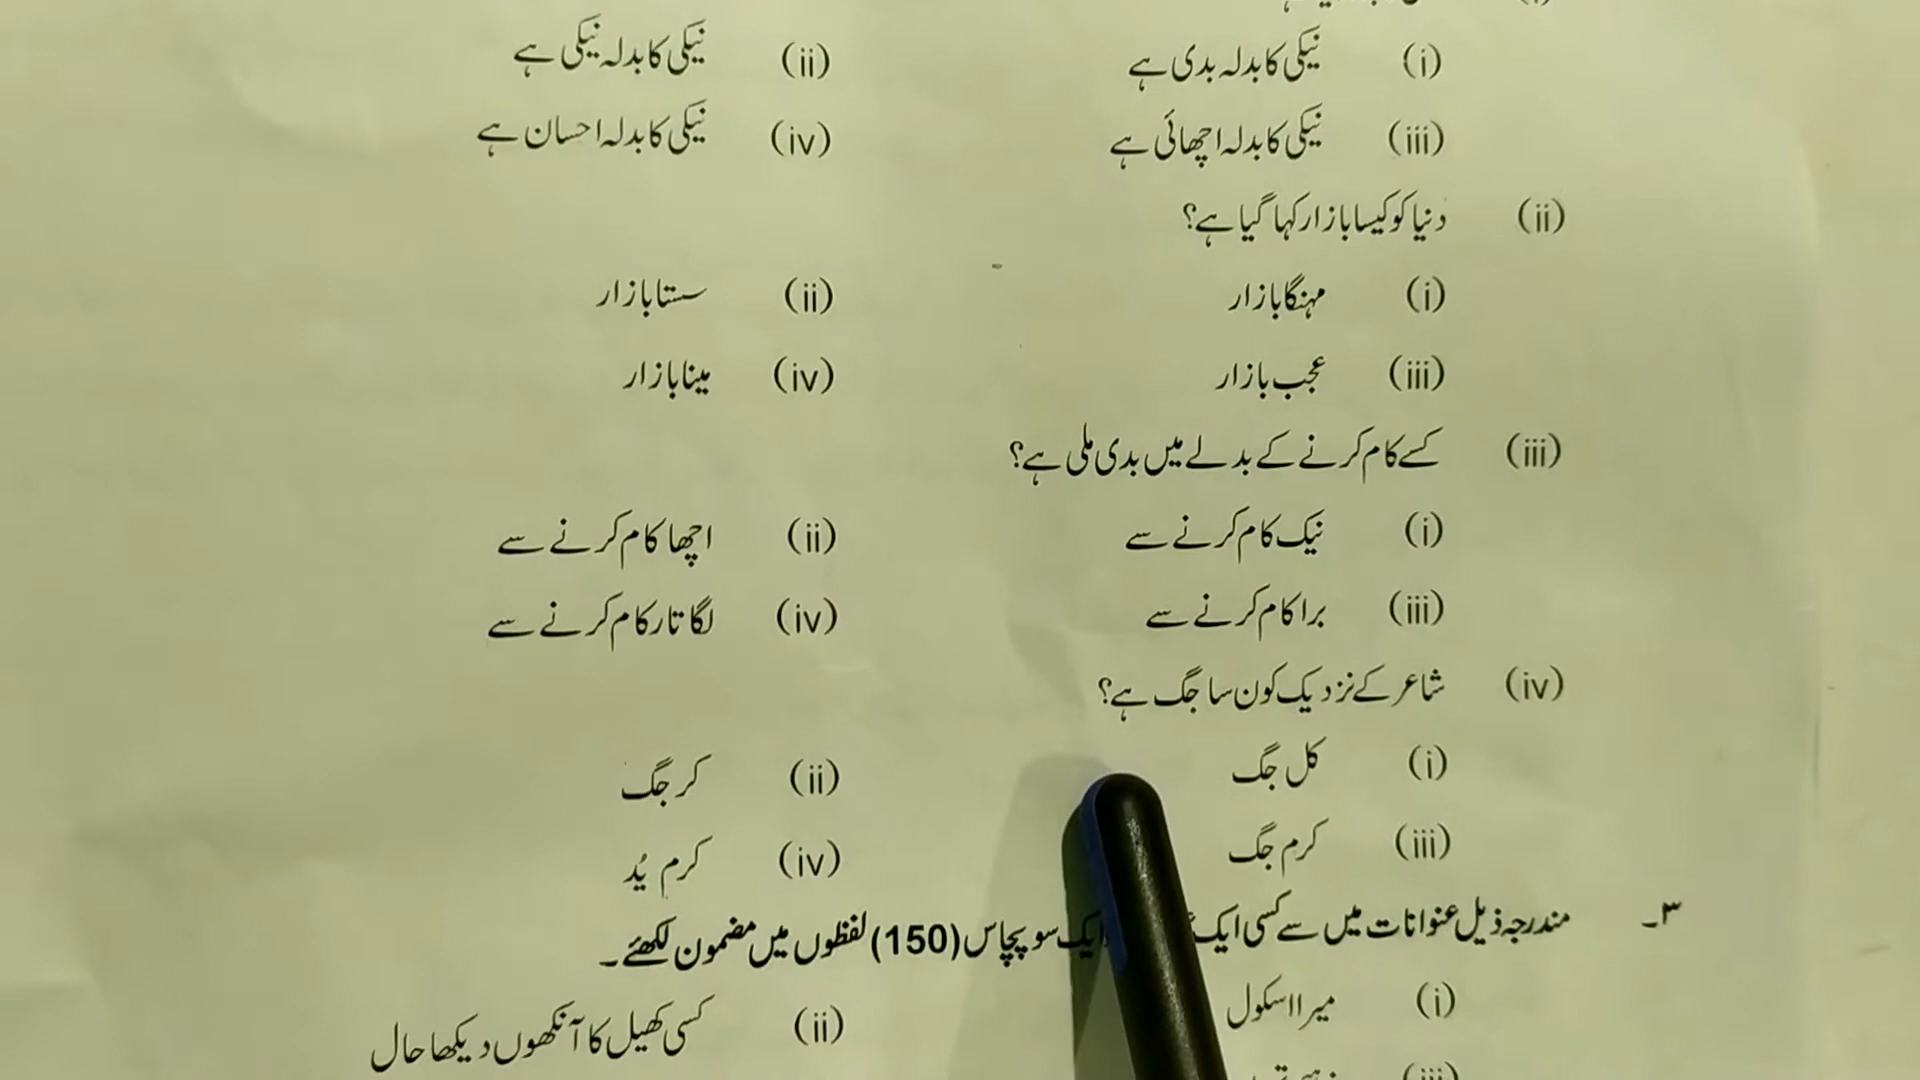 (i) نیکی کا بدلہ بدی ہے (ii) نیکی کا بدلہ نیکی ہے
(iii) نیکی کا بدلہ اچھائی ہے (iv) نیکی کا بدلہ احسان ہے
(ii) دنیا کو کیسا بازار کہا گیا ہے؟
(i) مہنگا بازار (ii) سستا بازار
(iii) عجب بازار (iv) مینا بازار
(iii) کسے کام کرنے کے بدلے میں بدی ملی ہے؟
(i) نیک کام کرنے سے (ii) اچھا کام کرنے سے
(iii) برا کام کرنے سے (iv) لگاتار کام کرنے سے
(iv) شاعر کے نزدیک کون سا جگ ہے؟
(i) کل جگ (ii) کر جگ
(iii) کرم جگ (iv) کرم یُد
۳۔ مندرجہ ذیل عنوانات میں سے کسی ایک ایک سو پچاس (150) لفظوں میں مضمون لکھئے۔
(i) میرا اسکول (ii) کسی کھیل کا آنکھوں دیکھا حال
(iii)